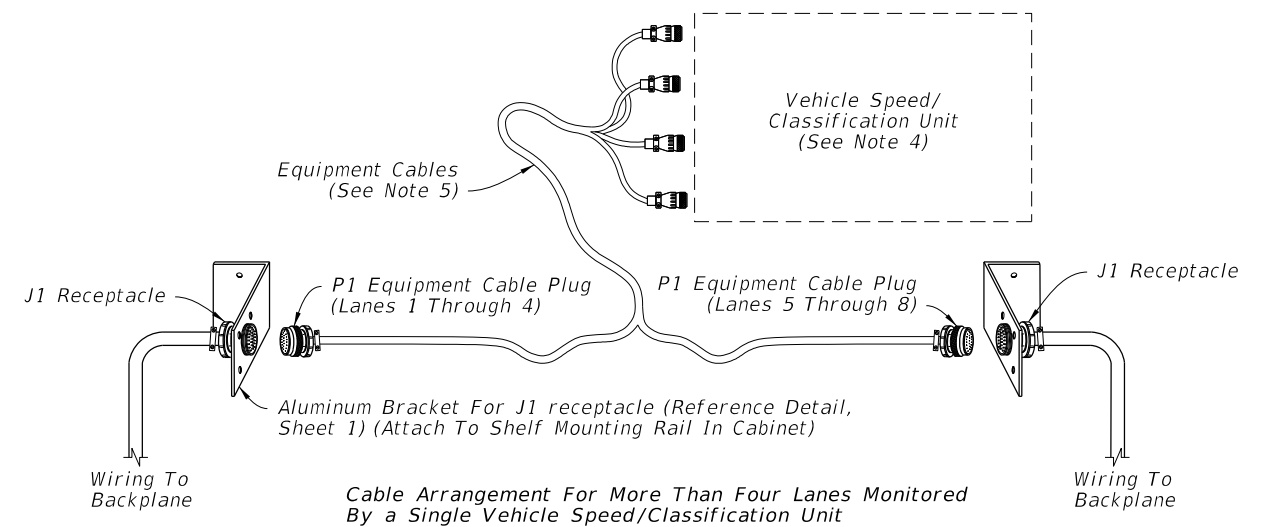 Vehicle Speed/
Classification Unit
(See Note 4)
Equipment Cables
(See Note 5)
J1 Receptacle
P1 Equipment Cable Plug
(Lanes 1 Through 4)
P1 Equipment Cable Plug
(Lanes 5 Through 8)
J1 Receptacle
Aluminum Bracket For J1 receptacle (Reference Detail,
Sheet 1) (Attach To Shelf Mounting Rail In Cabinet)
Wiring To
Backplane
Wiring To
Backplane
Cable Arrangement For More Than Four Lanes Monitored
By a Single Vehicle Speed/Classification Unit